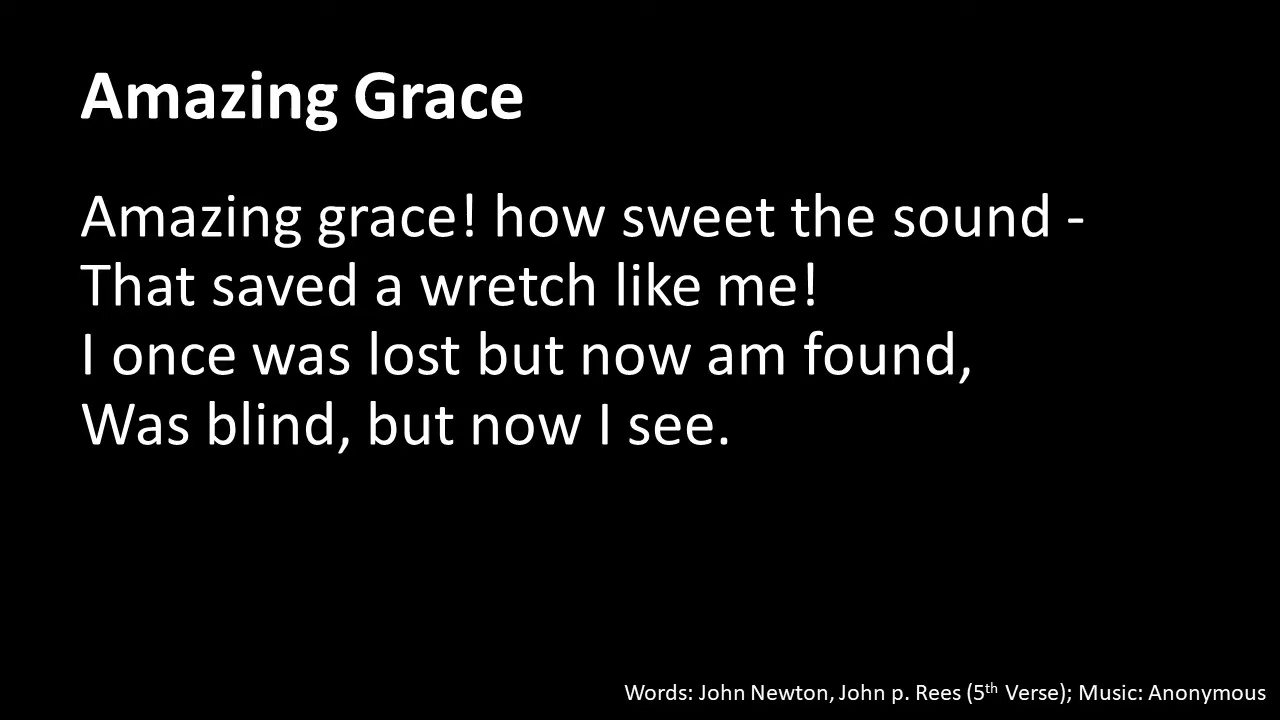 Amazing Grace
Amazing grace! how sweet the sound -
That saved a wretch like me!
I once was lost but now am found,
Was blind, but now I see.
Words: John Newton, John p. Rees (5th Verse); Music: Anonymous